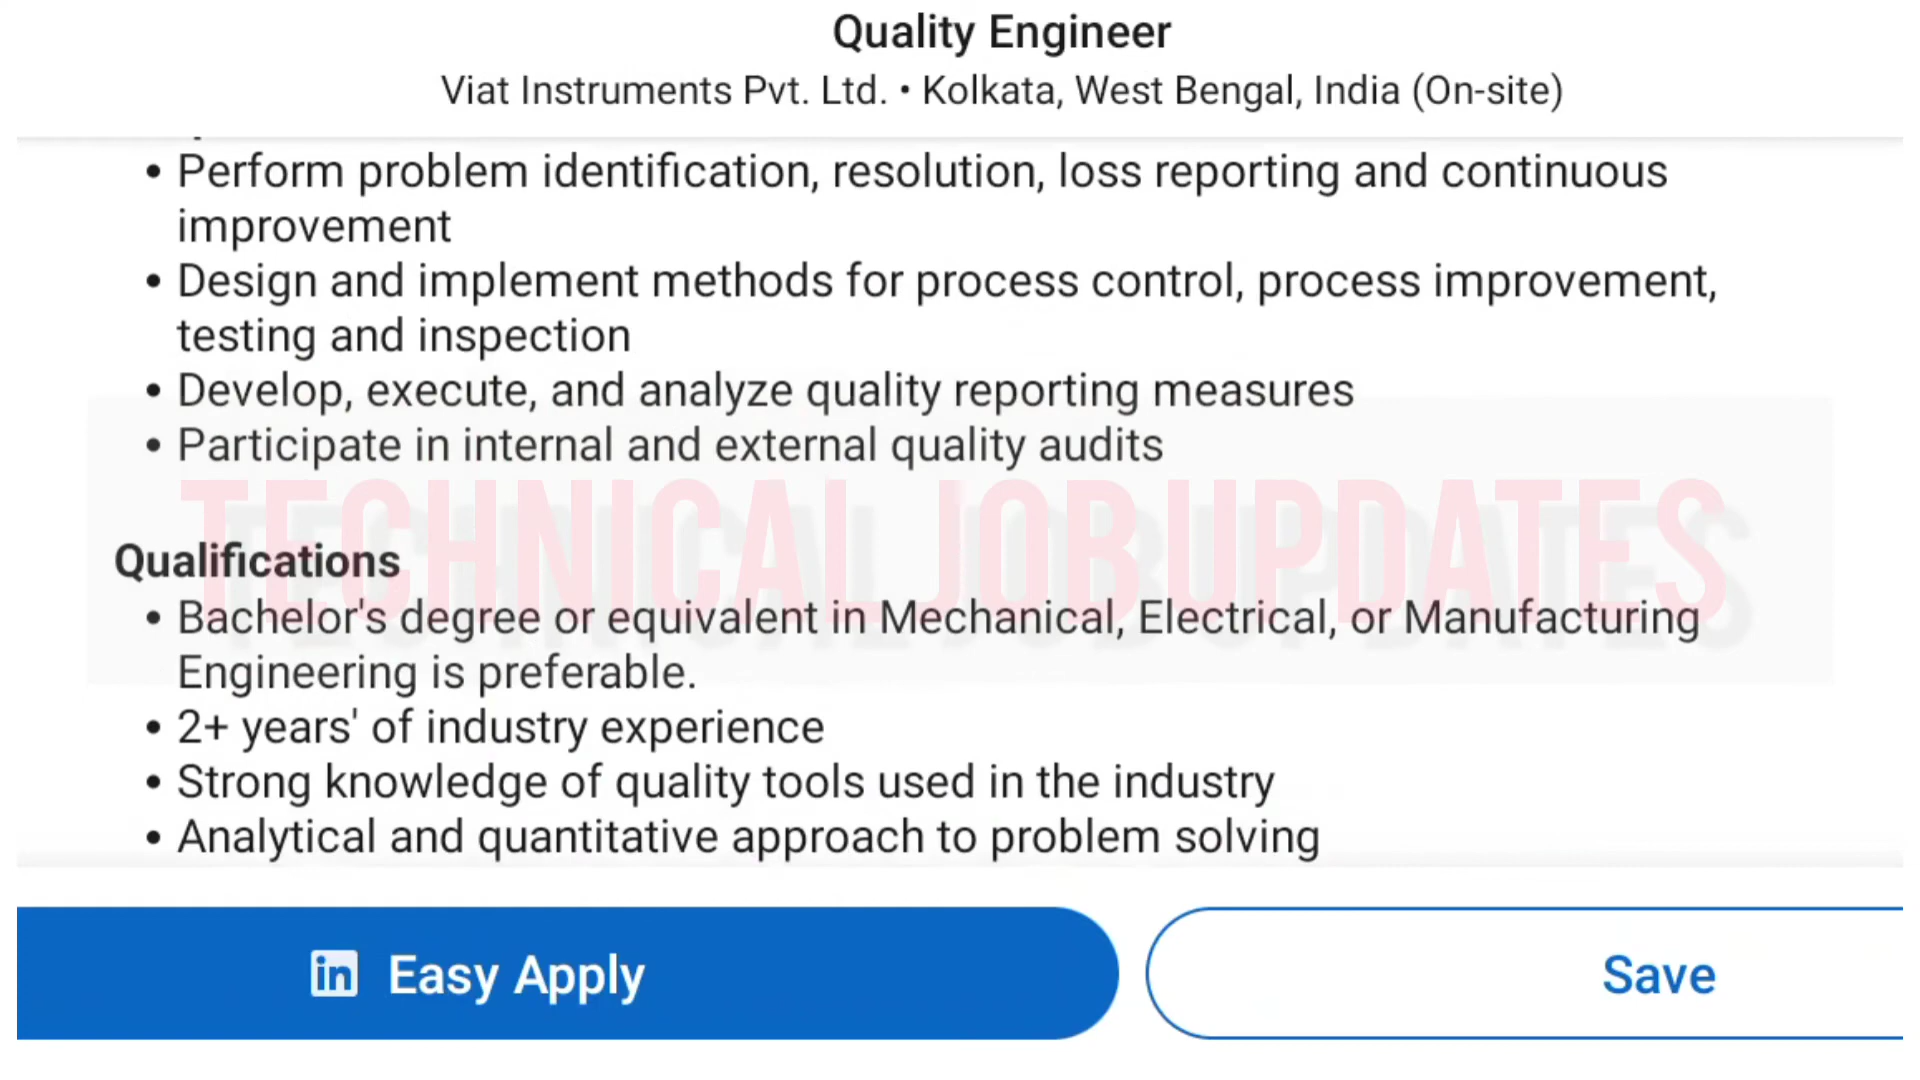 Quality Engineer
Viat Instruments Pvt. Ltd. • Kolkata, West Bengal, India (On-site)
• Perform problem identification, resolution, loss reporting and continuous
improvement
• Design and implement methods for process control, process improvement,
testing and inspection
• Develop, execute, and analyze quality reporting measures
• Participate in internal and external quality audits
TECHNICAL JOBUPDATES
Qualifications
• Bachelor's degree or equivalent in Mechanical, Electrical, or Manufacturing
Engineering is preferable.
• 2+ years' of industry experience
• Strong knowledge of quality tools used in the industry
• Analytical and quantitative approach to problem solving
in Easy Apply
Save